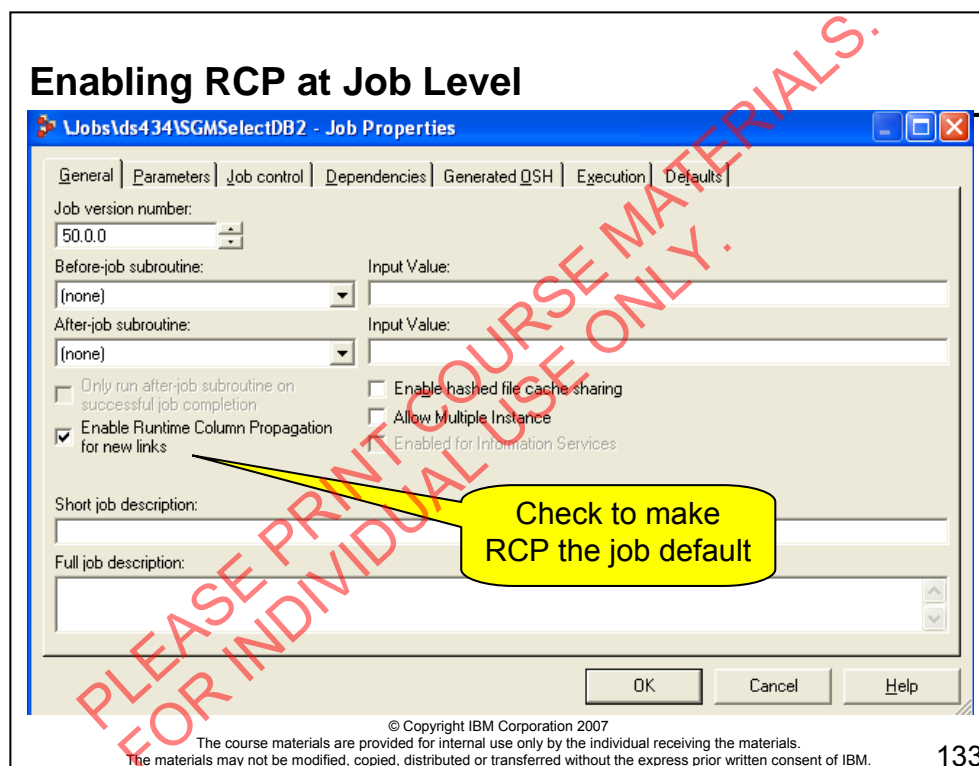 Enabling RCP at Job Level
\Jobs\ds434\SGMSelectDB2 - Job Properties
General Parameters Job control Dependencies Generated OSH Execution Defaults
Job version number:
50.0.0
Before-job subroutine: Input Value:
(none)
After-job subroutine: Input Value:
(none)
Only run after-job subroutine on
successful job completion
Enable Runtime Column Propagation
for new links
Enable hashed file cache sharing
Allow Multiple Instance
Enabled for Information Services
Check to make
RCP the job default
Short job description:
Full job description:
OK Cancel Help
PLEASE PRINT COURSE MATERIALS.
FOR INDIVIDUAL USE ONLY.
© Copyright IBM Corporation 2007
The course materials are provided for internal use only by the individual receiving the materials.
The materials may not be modified, copied, distributed or transferred without the express prior written consent of IBM.
133